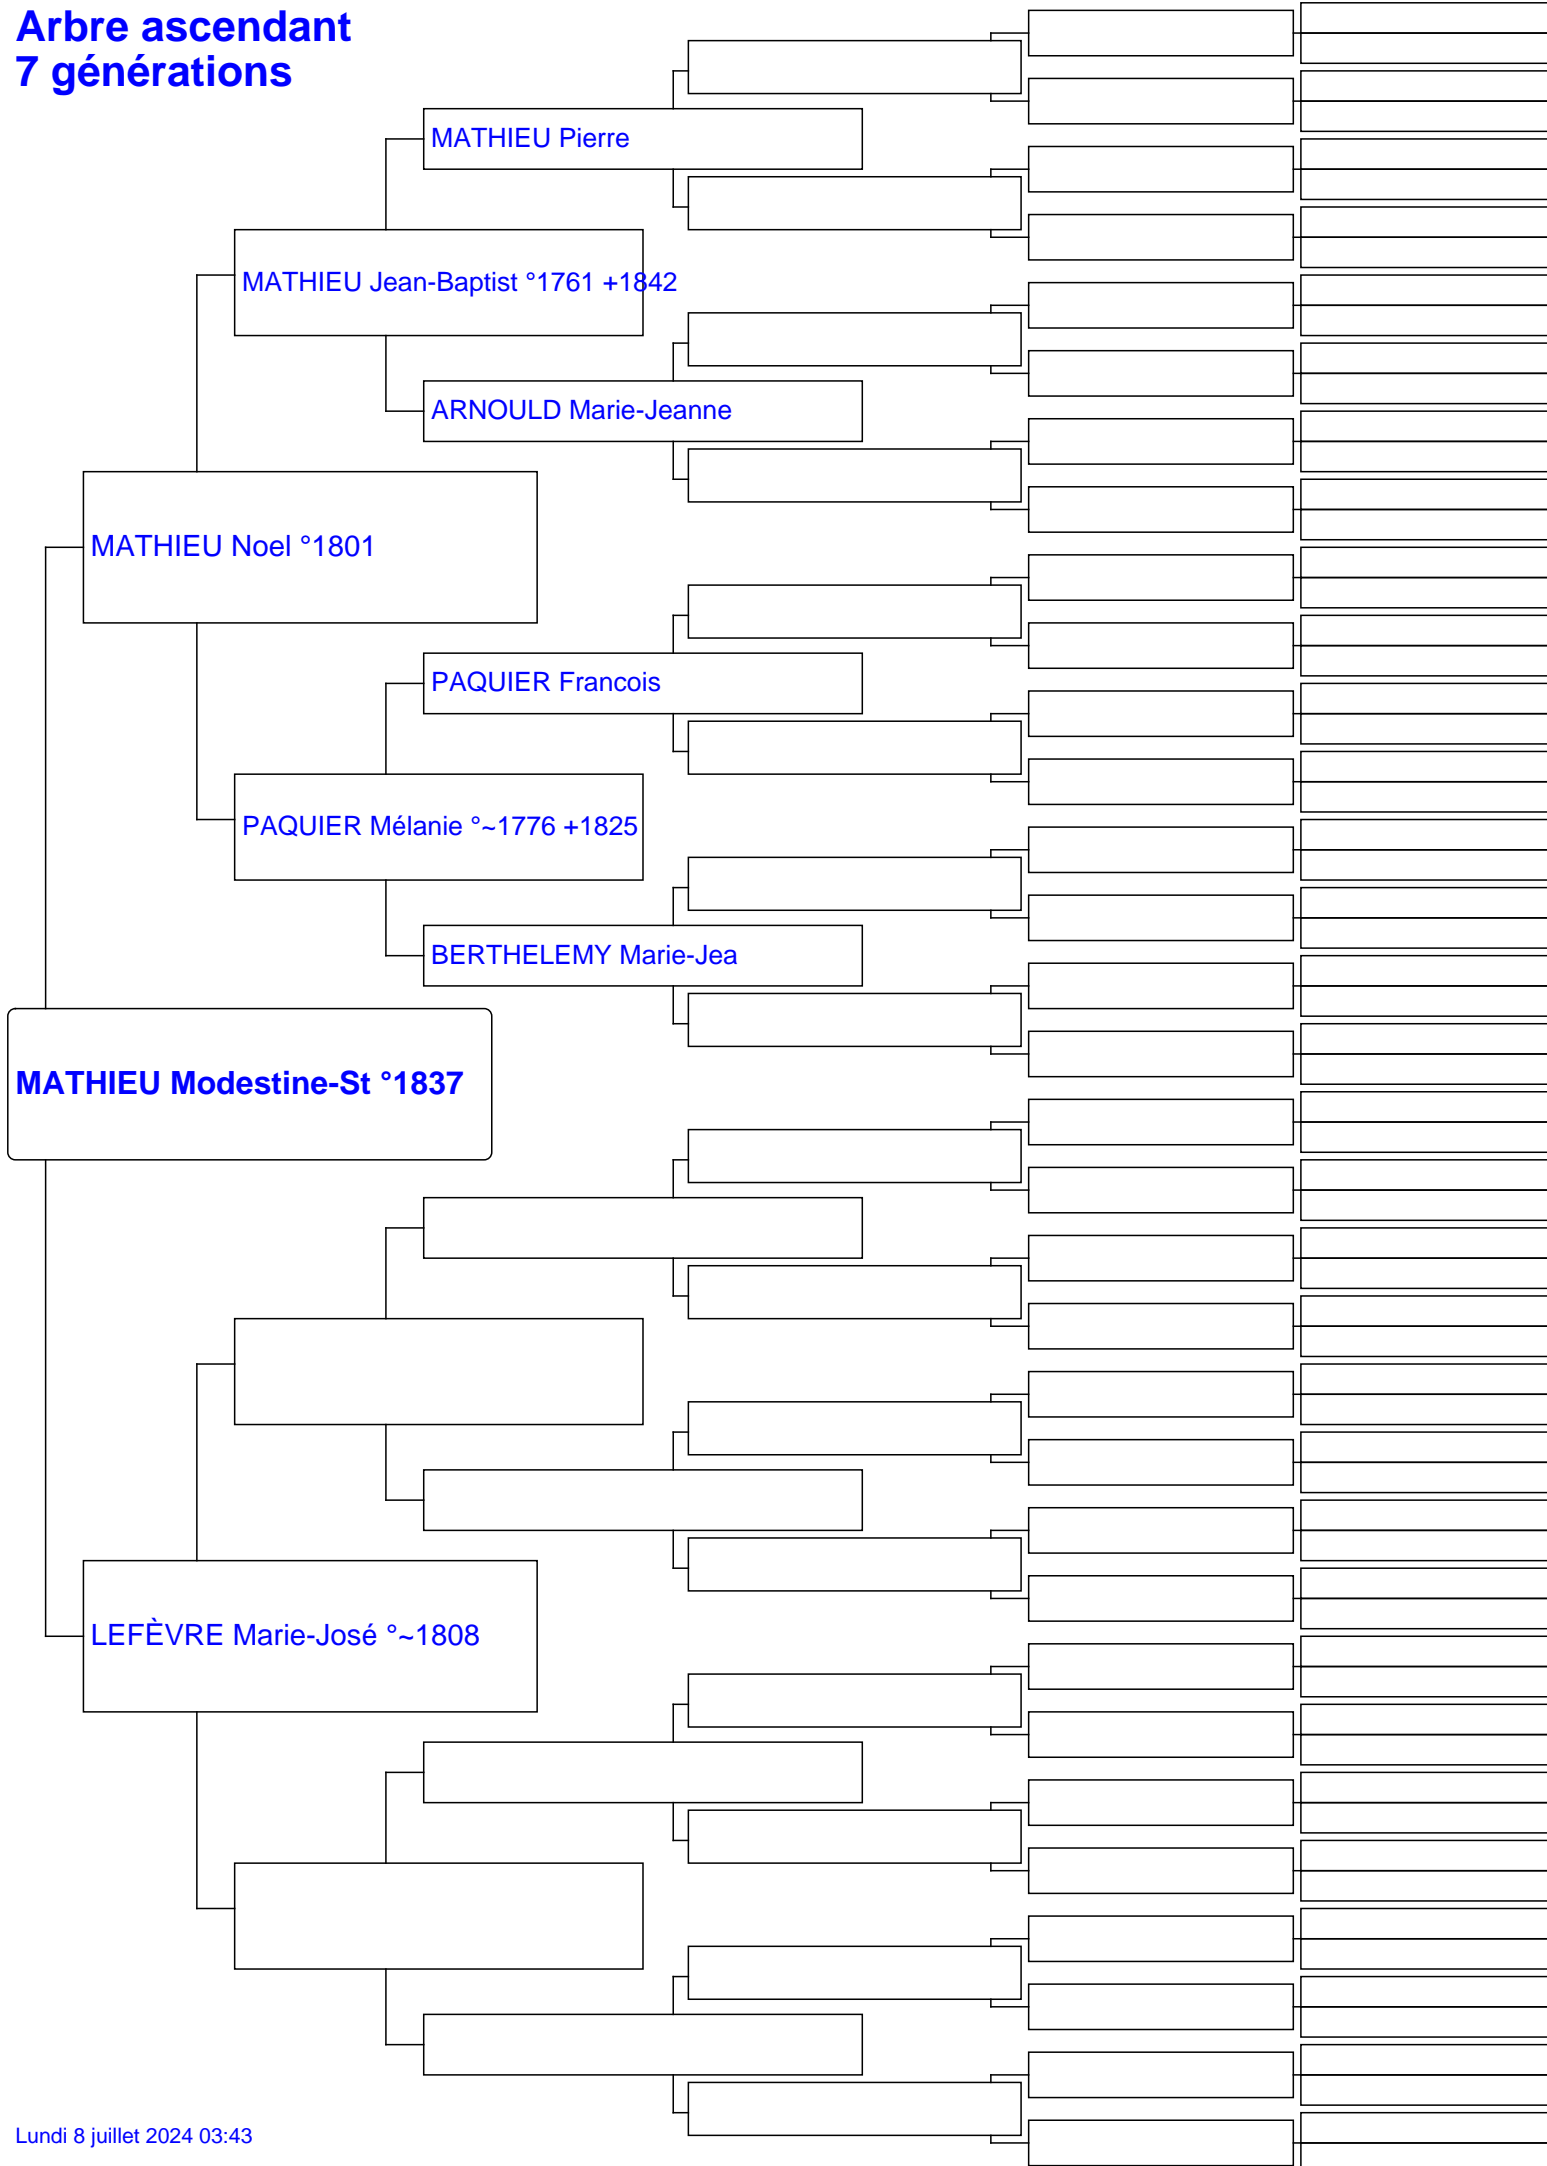 Arbre ascendant
7 générations
MATHIEU Pierre
MATHIEU Jean-Baptist °1761 +1842
ARNOULD Marie-Jeanne
MATHIEU Noel °1801
PAQUIER Francois
PAQUIER Mélanie °~1776 +1825
BERTHELEMY Marie-Jea
MATHIEU Modestine-St °1837
LEFÈVRE Marie-José °~1808
Lundi 8 juillet 2024 03:43